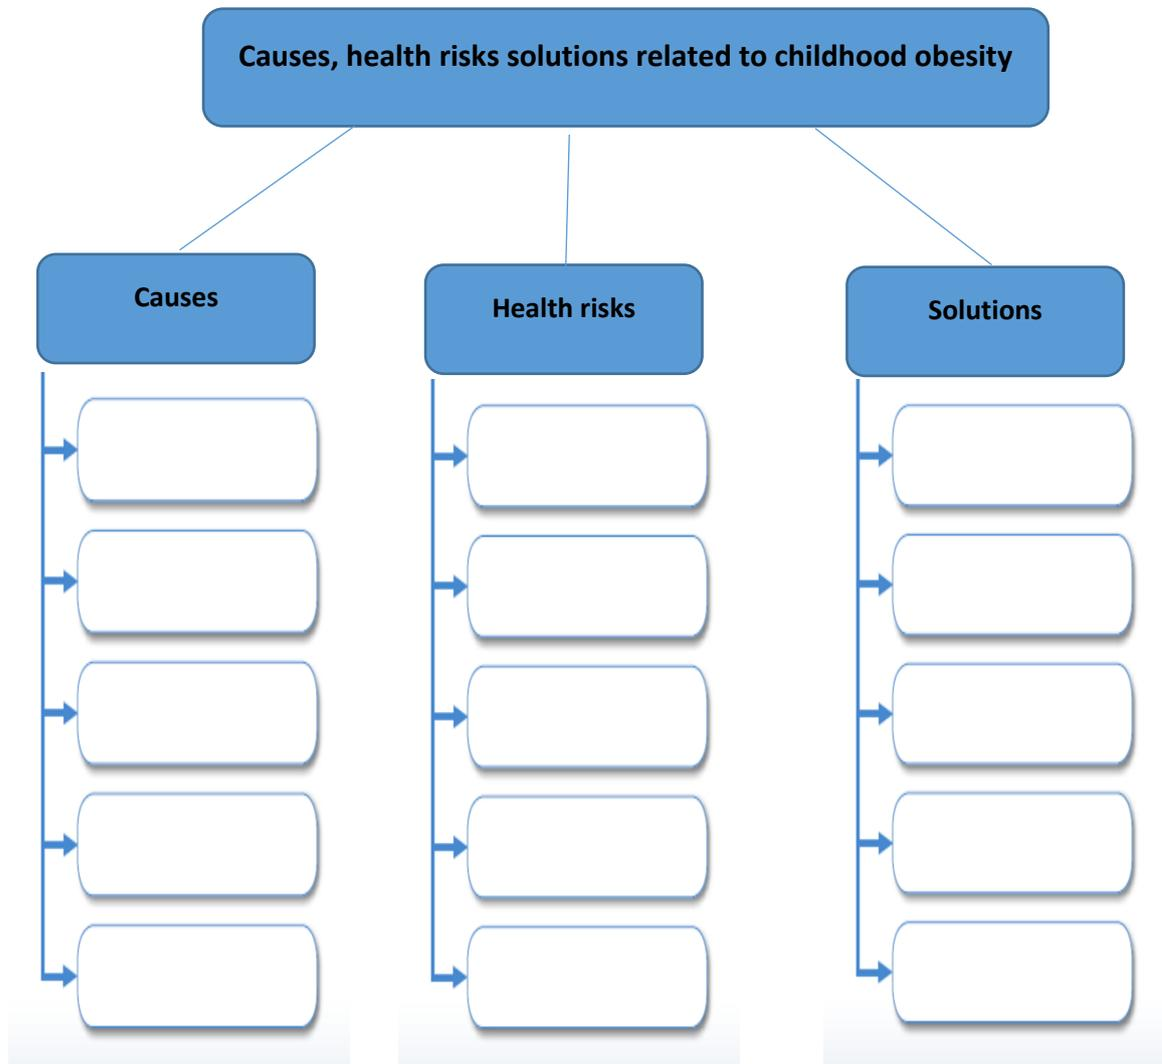 Causes, health risks solutions related to childhood obesity
Causes
Health risks
Solutions